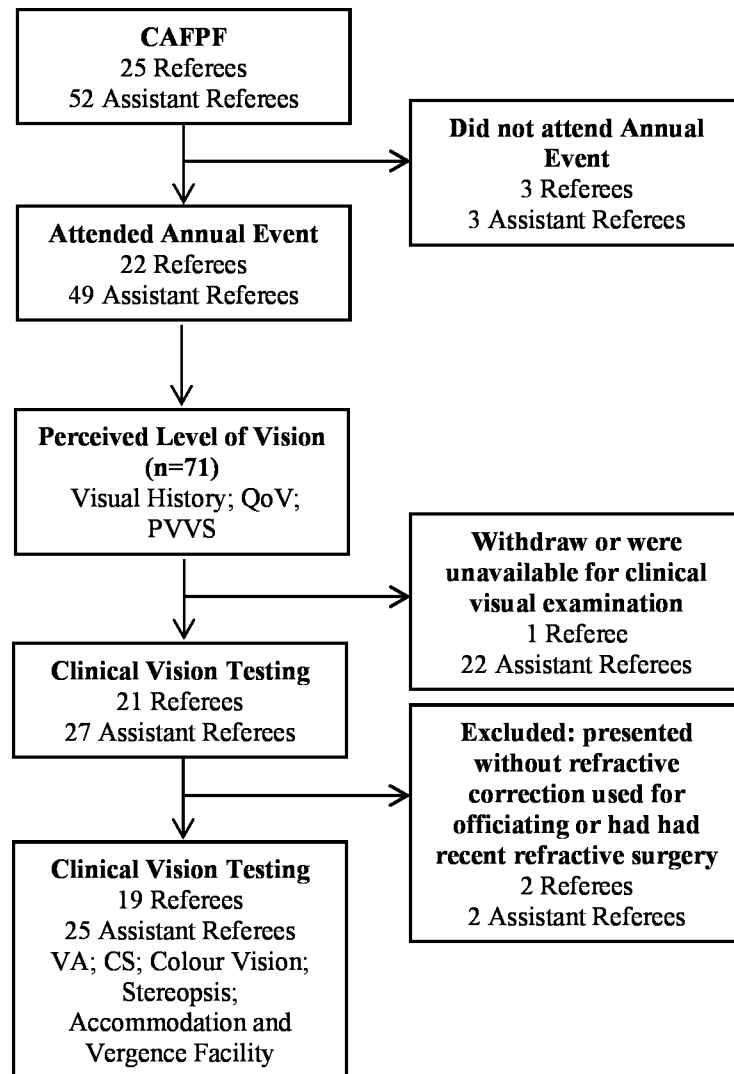 CAFPF
25 Referees
52 Assistant Referees
Did not attend Annual
Event
3 Referees
3 Assistant Referees
Attended Annual Event
22 Referees
49 Assistant Referees
Perceived Level of Vision
(n=71)
Visual History; QoV;
PVVS
Withdraw or were
unavailable for clinical
visual examination
1 Referee
22 Assistant Referees
Clinical Vision Testing
21 Referees
27 Assistant Referees
Excluded: presented
without refractive
correction used for
officiating or had had
recent refractive surgery
2 Referees
2 Assistant Referees
Clinical Vision Testing
19 Referees
25 Assistant Referees
VA; CS; Colour Vision;
Stereopsis;
Accommodation and
Vergence Facility